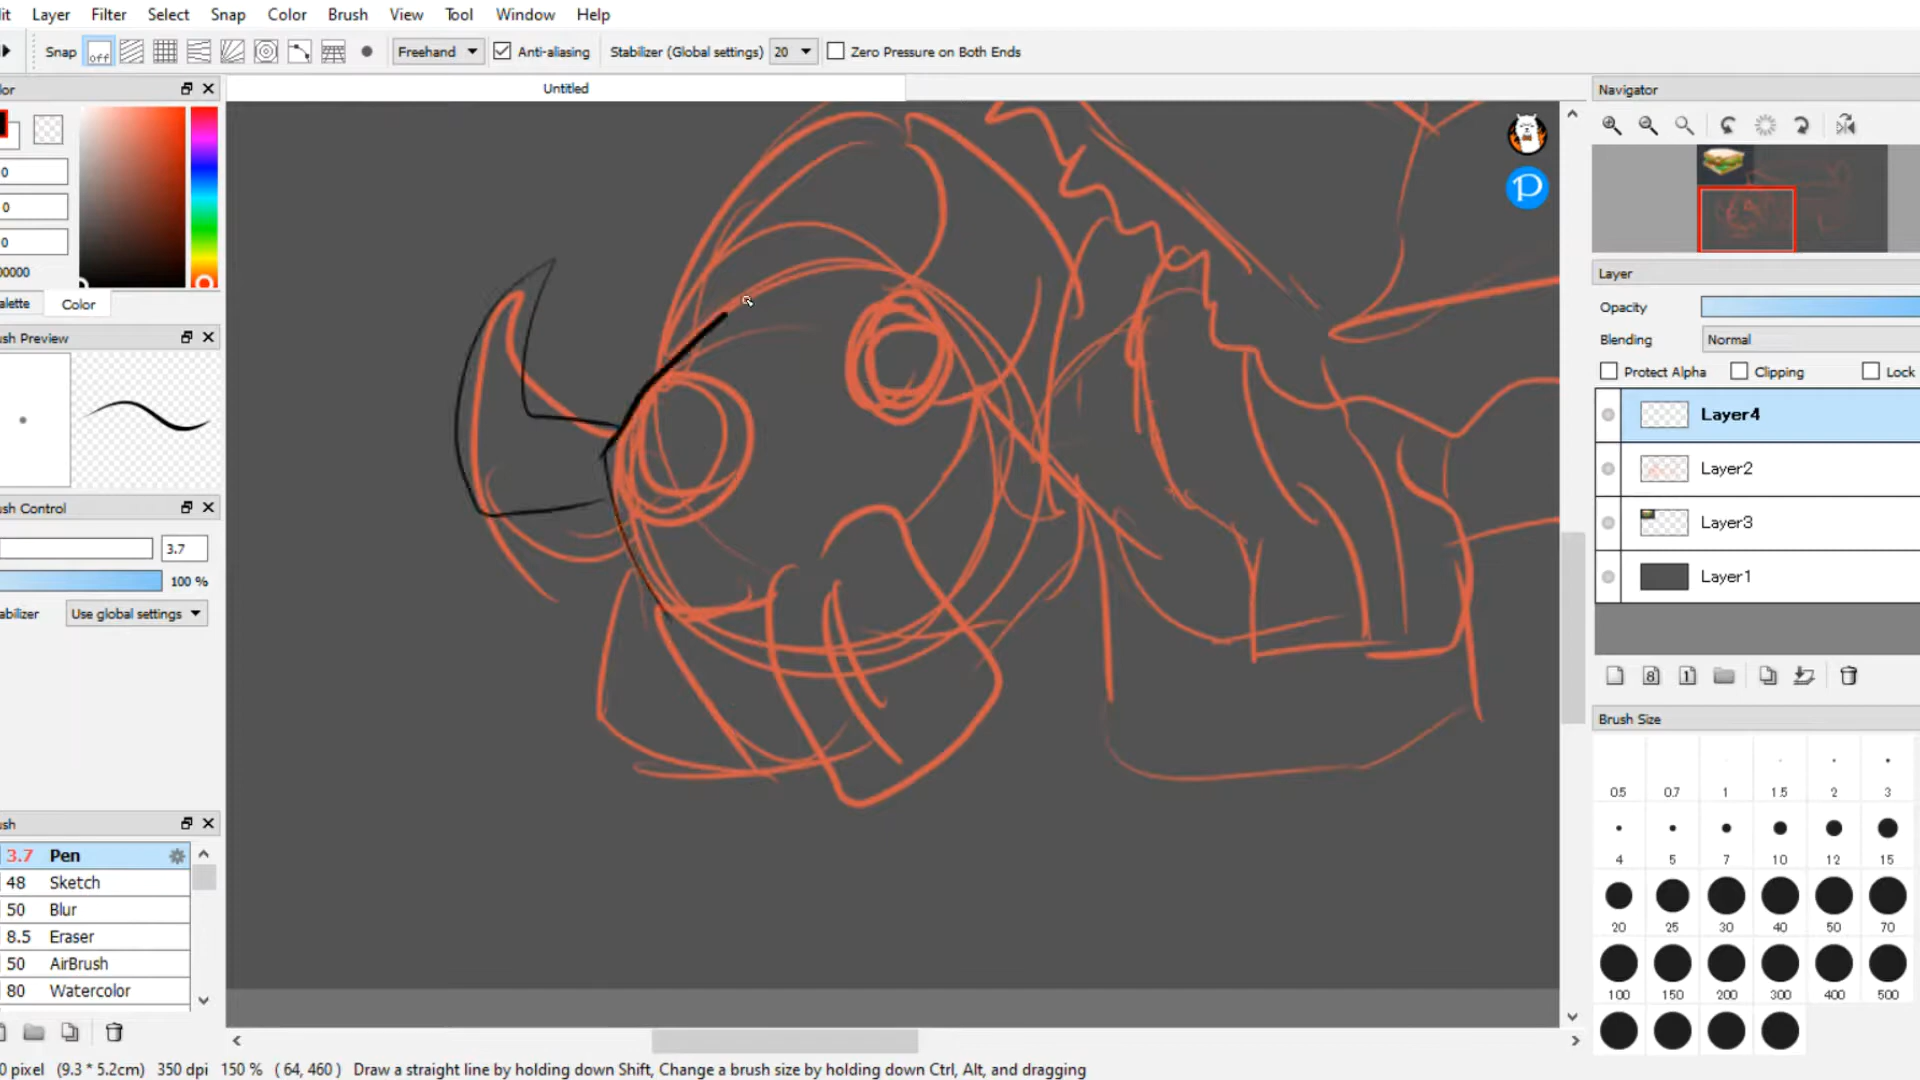 it Layer Filter Select Snap Color Brush View Tool Window Help
Snap off Freehand Anti-aliasing Stabilizer (Global settings) 20 Zero Pressure on Both Ends
lor
Untitled
Navigator
0
0
0
00000
alette Color
Layer
Opacity
Blending Normal
Protect Alpha Clipping Lock
Layer4
Layer2
Layer3
Layer1
ush Preview
ush Control
3.7
100 %
abilizer Use global settings
8 1
Brush Size
0.5 0.7 1 1.5 2 3
4 5 7 10 12 15
20 25 30 40 50 70
100 150 200 300 400 500
ush
3.7 Pen
48 Sketch
50 Blur
8.5 Eraser
50 AirBrush
80 Watercolor
P
0 pixel (9.3 * 5.2cm) 350 dpi 150 % ( 64, 460 ) Draw a straight line by holding down Shift, Change a brush size by holding down Ctrl, Alt, and dragging